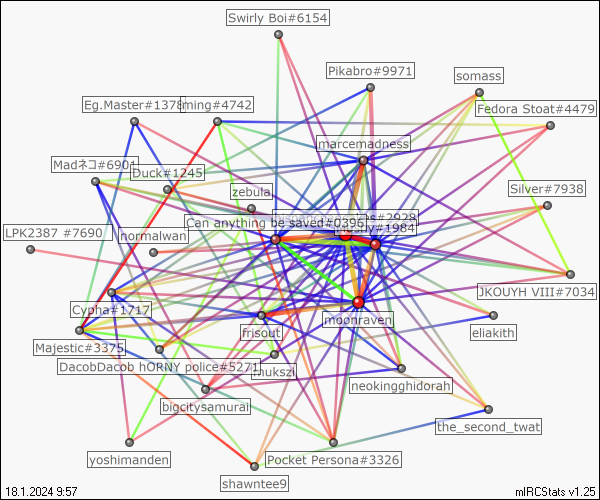 Swirly Boi#6154
Pikabro#9971
somass
Eg.Master#1378
ming#4742
Fedora Stoat#4479
marcemadness
Madネコ#6901
Duck#1245
zebula
Silver#7938
Can anything be saved#0396
#2928
#1984
LPK2387 #7690
normalwan
JKOUYH VIII#7034
Cypha#1717
moonraven
frisout
eliakith
Majestic#3375
DacobDacob hORNY police#5271
mukszi
neokingghidorah
bigcitysamurai
the_second_twat
yoshimanden
Pocket Persona#3326
shawntee9
18.1.2024 9:57
mIRCStats v1.25